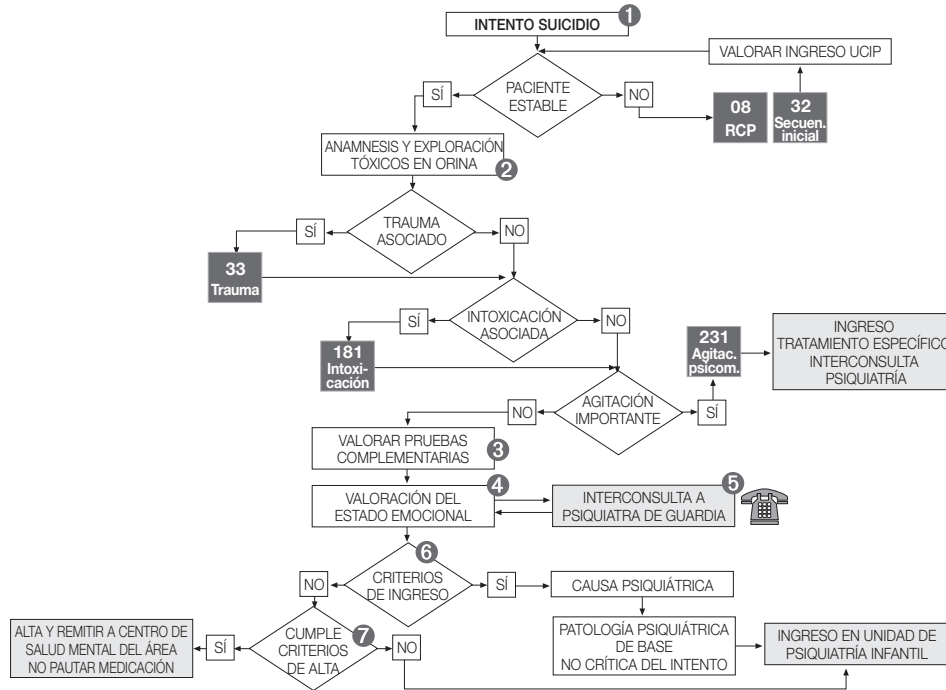 INTENTO SUICIDIO
1
VALORAR INGRESO UCIP
PACIENTE
ESTABLE
SÍ
NO
08
RCP
32
Secuen.
inicial
ANAMNESIS Y EXPLORACIÓN
TÓXICOS EN ORINA
2
TRAUMA
ASOCIADO
SÍ
NO
33
Trauma
INTOXICACIÓN
ASOCIADA
SÍ
NO
181
Intoxi-
cación
231
Agitac.
psicom.
INGRESO
TRATAMIENTO ESPECÍFICO
INTERCONSULTA
PSIQUIATRÍA
AGITACIÓN
IMPORTANTE
NO
SÍ
VALORAR PRUEBAS
COMPLEMENTARIAS
3
VALORACIÓN DEL
ESTADO EMOCIONAL
4
INTERCONSULTA A
PSIQUIATRA DE GUARDIA
5
6
CRITERIOS
DE INGRESO
NO
SÍ
CAUSA PSIQUIÁTRICA
CUMPLE
CRITERIOS
DE ALTA
7
SÍ
NO
ALTA Y REMITIR A CENTRO DE
SALUD MENTAL DEL ÁREA
NO PAUTAR MEDICACIÓN
PATOLOGÍA PSIQUIÁTRICA
DE BASE
NO CRÍTICA DEL INTENTO
INGRESO EN UNIDAD DE
PSIQUIATRÍA INFANTIL